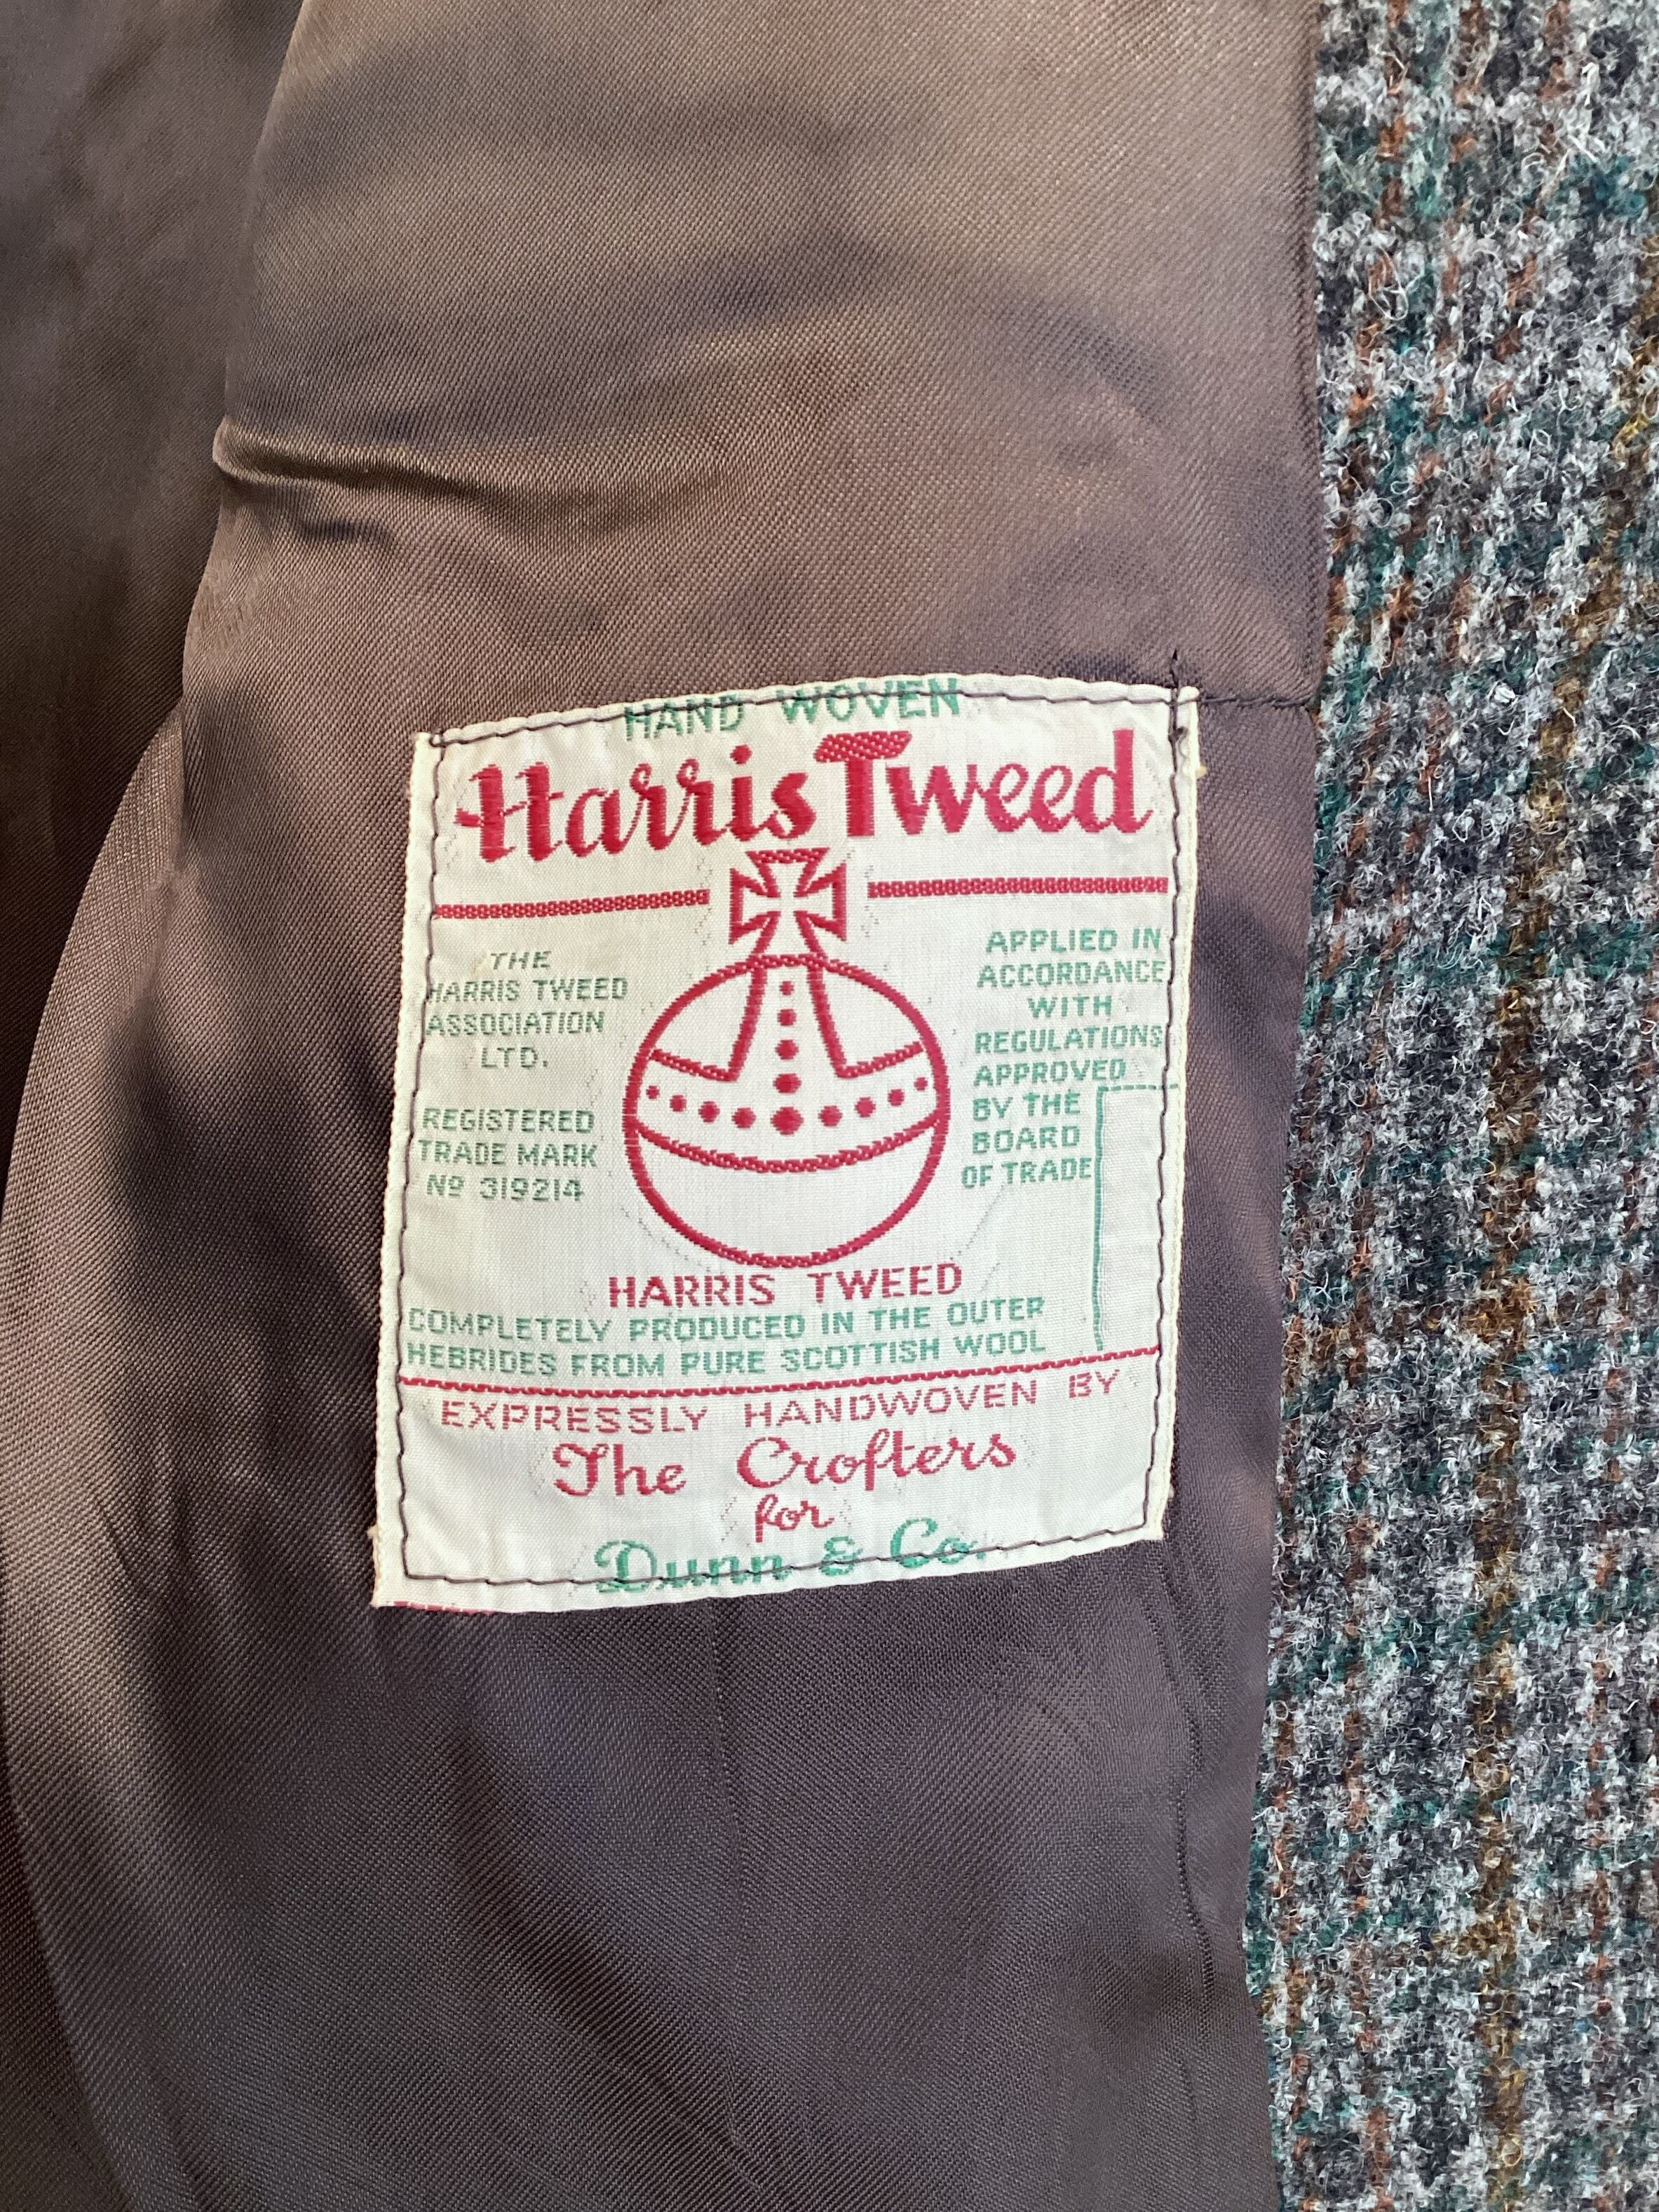 HAND WOVEN
Harris Tweed
THE
HARRIS TWEED
ASSOCIATION
LTD.
REGISTERED
TRADE MARK
Nº 319214
APPLIED IN
ACCORDANCE
WITH
REGULATIONS
APPROVED
BY THE
BOARD
OF TRADE
HARRIS TWEED
COMPLETELY PRODUCED IN THE OUTER
HEBRIDES FROM PURE SCOTTISH WOOL
EXPRESSLY HANDWOVEN BY
The Crofters
for
Dunn & Co.